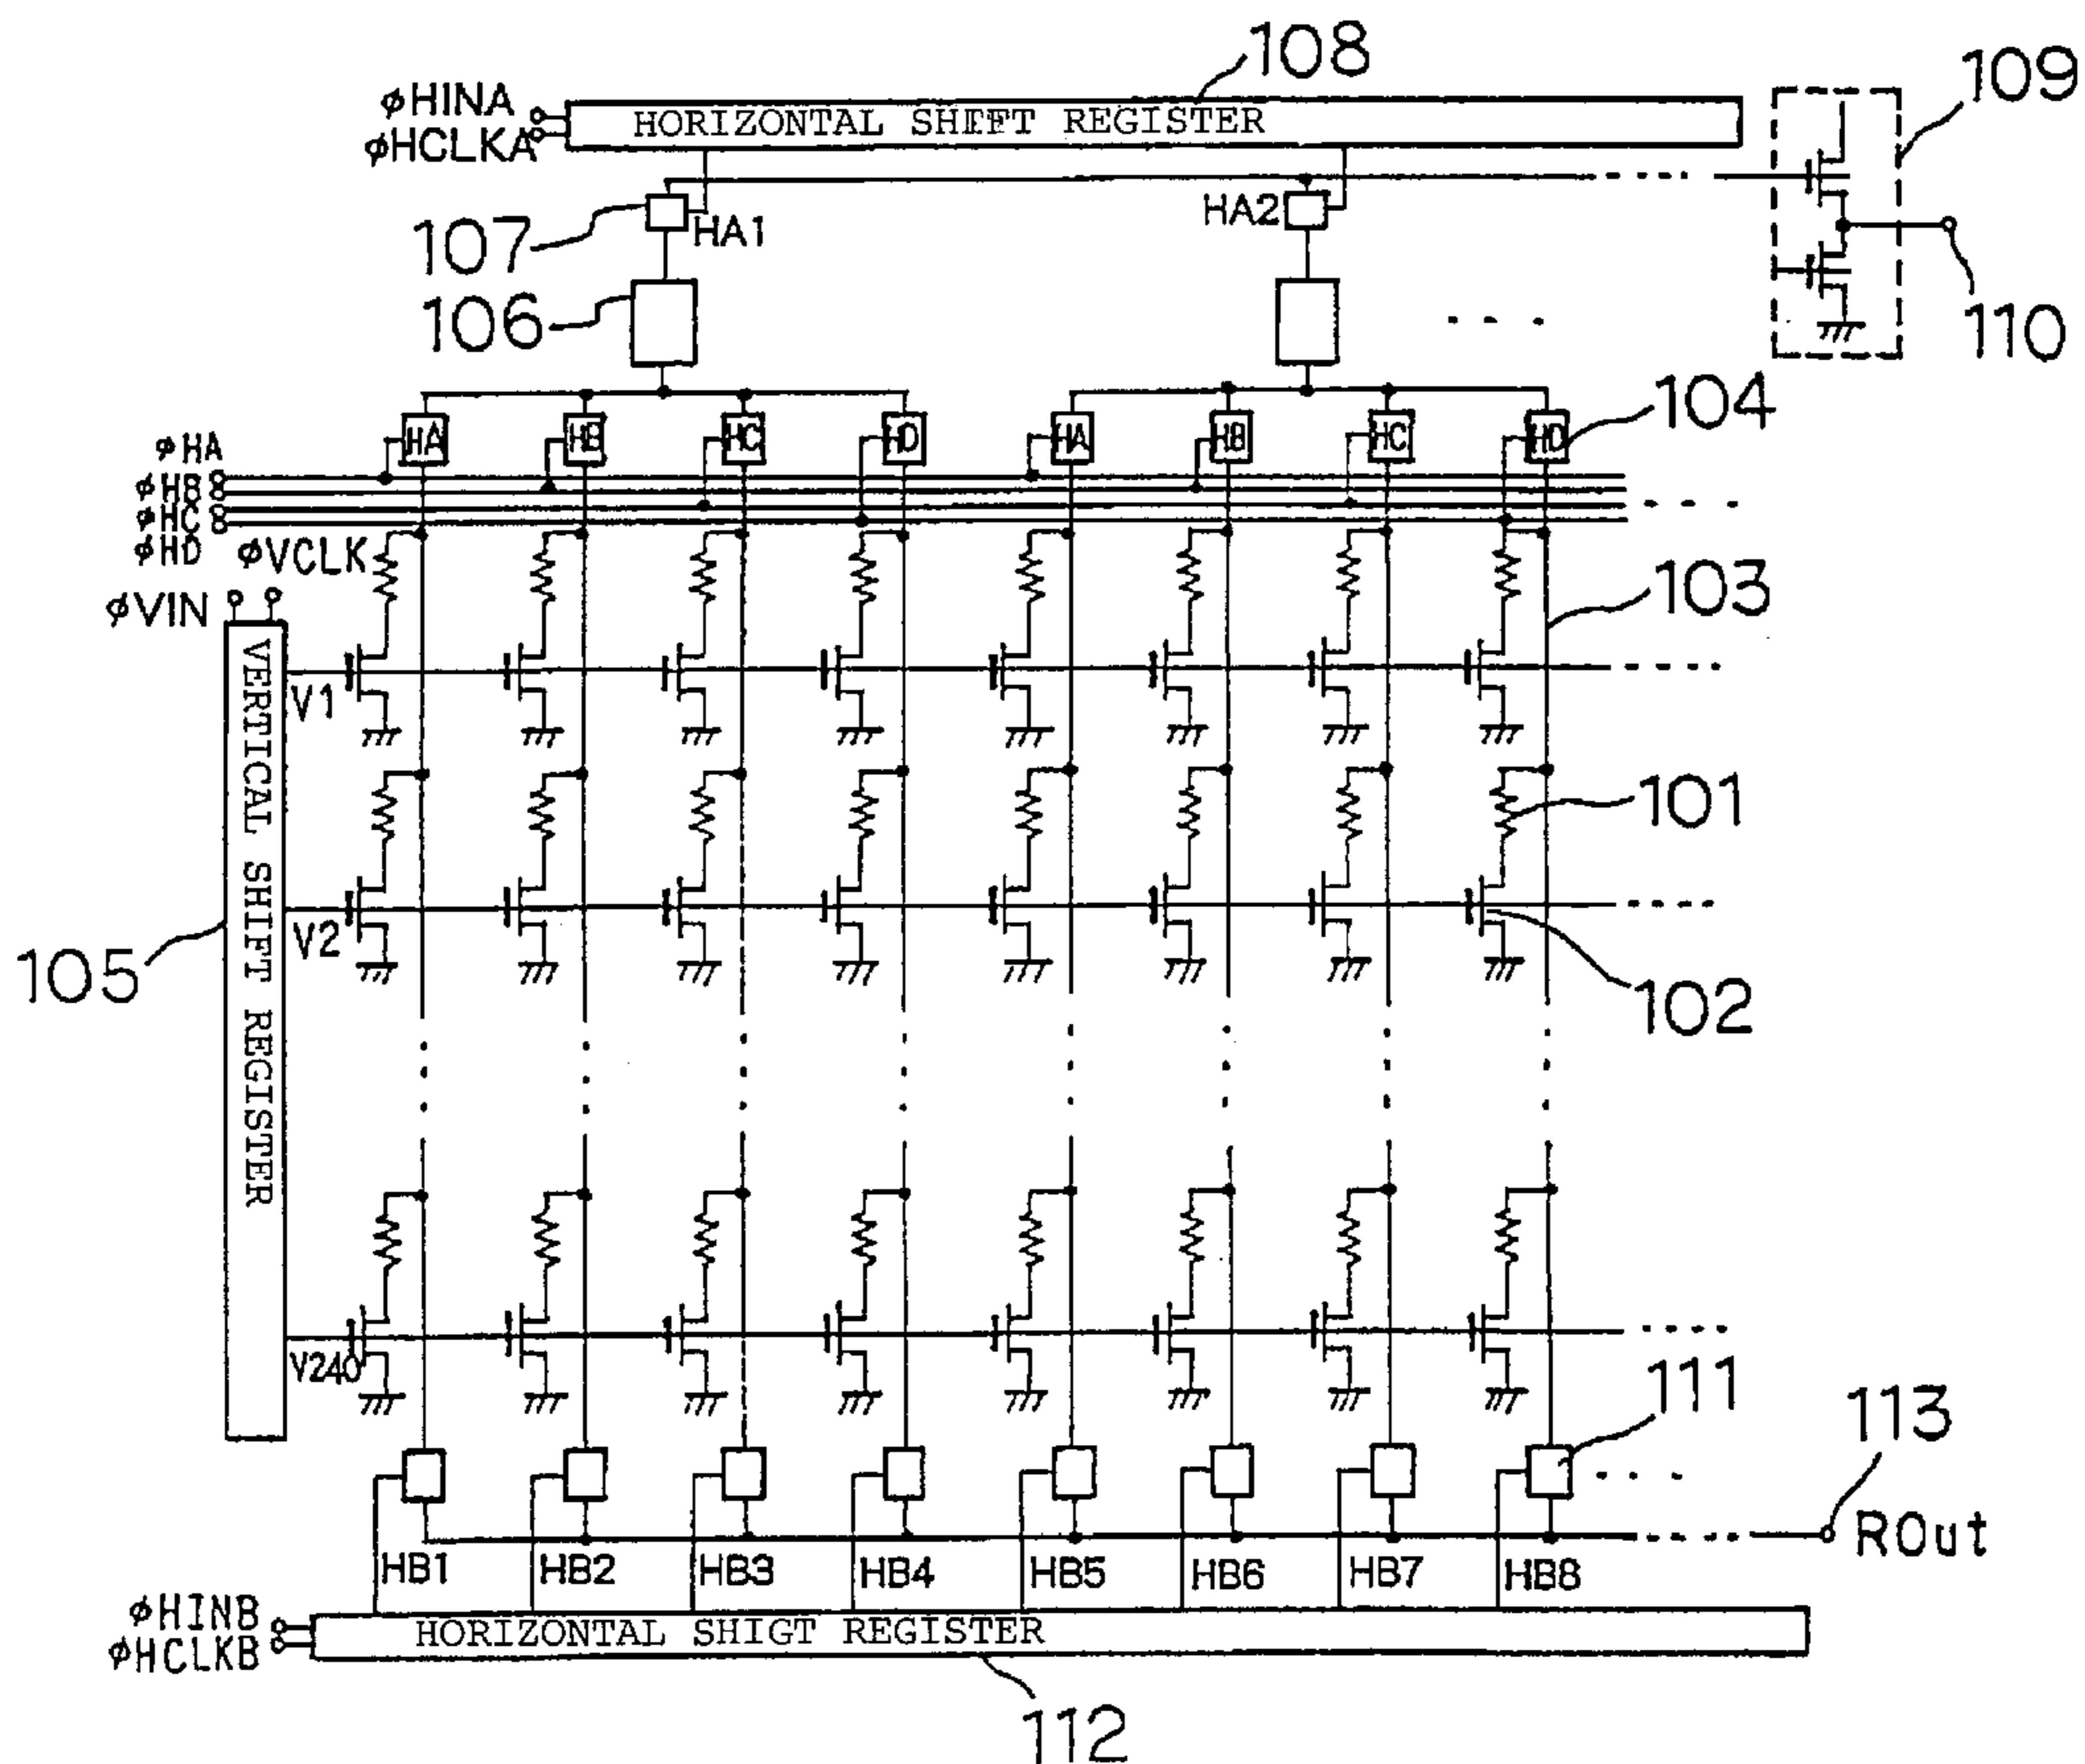 108
109
φHINA
φHCLKA
HORIZONTAL SHIFT REGISTER
107
HA1
HA2
106
110
104
HA HB HC HD HA HB HC HD
φHA
φHB
φHC
φHD
φVCLK
φVIN
103
V1
VERTICAL SHIFT REGISTER
101
V2
105
102
V240
111
113
ROut
HB1 HB2 HB3 HB4 HB5 HB6 HB7 HB8
φHINB
φHCLKB
HORIZONTAL SHIGT REGISTER
112